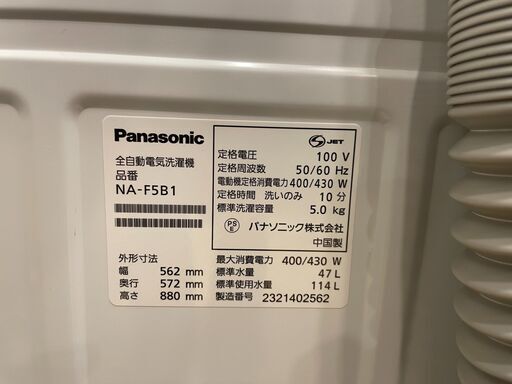 Panasonic
全自動電気洗濯機
品番
NA-F5B1
外形寸法
幅 562 mm
奥行 572 mm
高さ 880 mm
JET
定格電圧 100 V
定格周波数 50/60 Hz
電動機定格消費電力 400/430 W
定格時間 洗いのみ 10 分
標準洗濯容量 5.0 kg
PS E パナソニック株式会社
中国製
最大消費電力 400/430 W
標準水量 47 L
標準使用水量 114 L
製造番号 2321402562